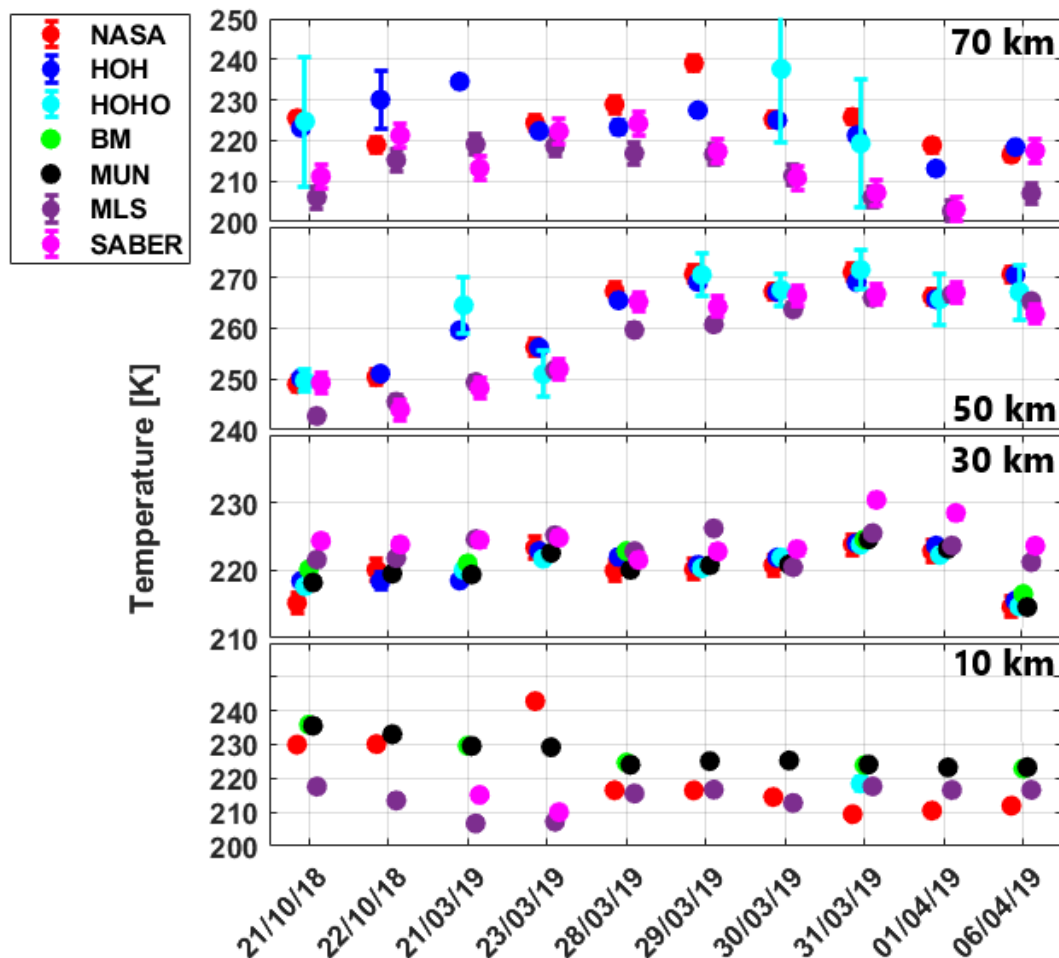 NASA
HOH
HOHO
BM
MUN
MLS
SABER
Temperature [K]
70 km
250
240
230
220
210
200
50 km
270
260
250
240
30 km
230
220
210
10 km
240
230
220
210
200
21/10/18
22/10/18
21/03/19
23/03/19
28/03/19
29/03/19
30/03/19
31/03/19
01/04/19
06/04/19